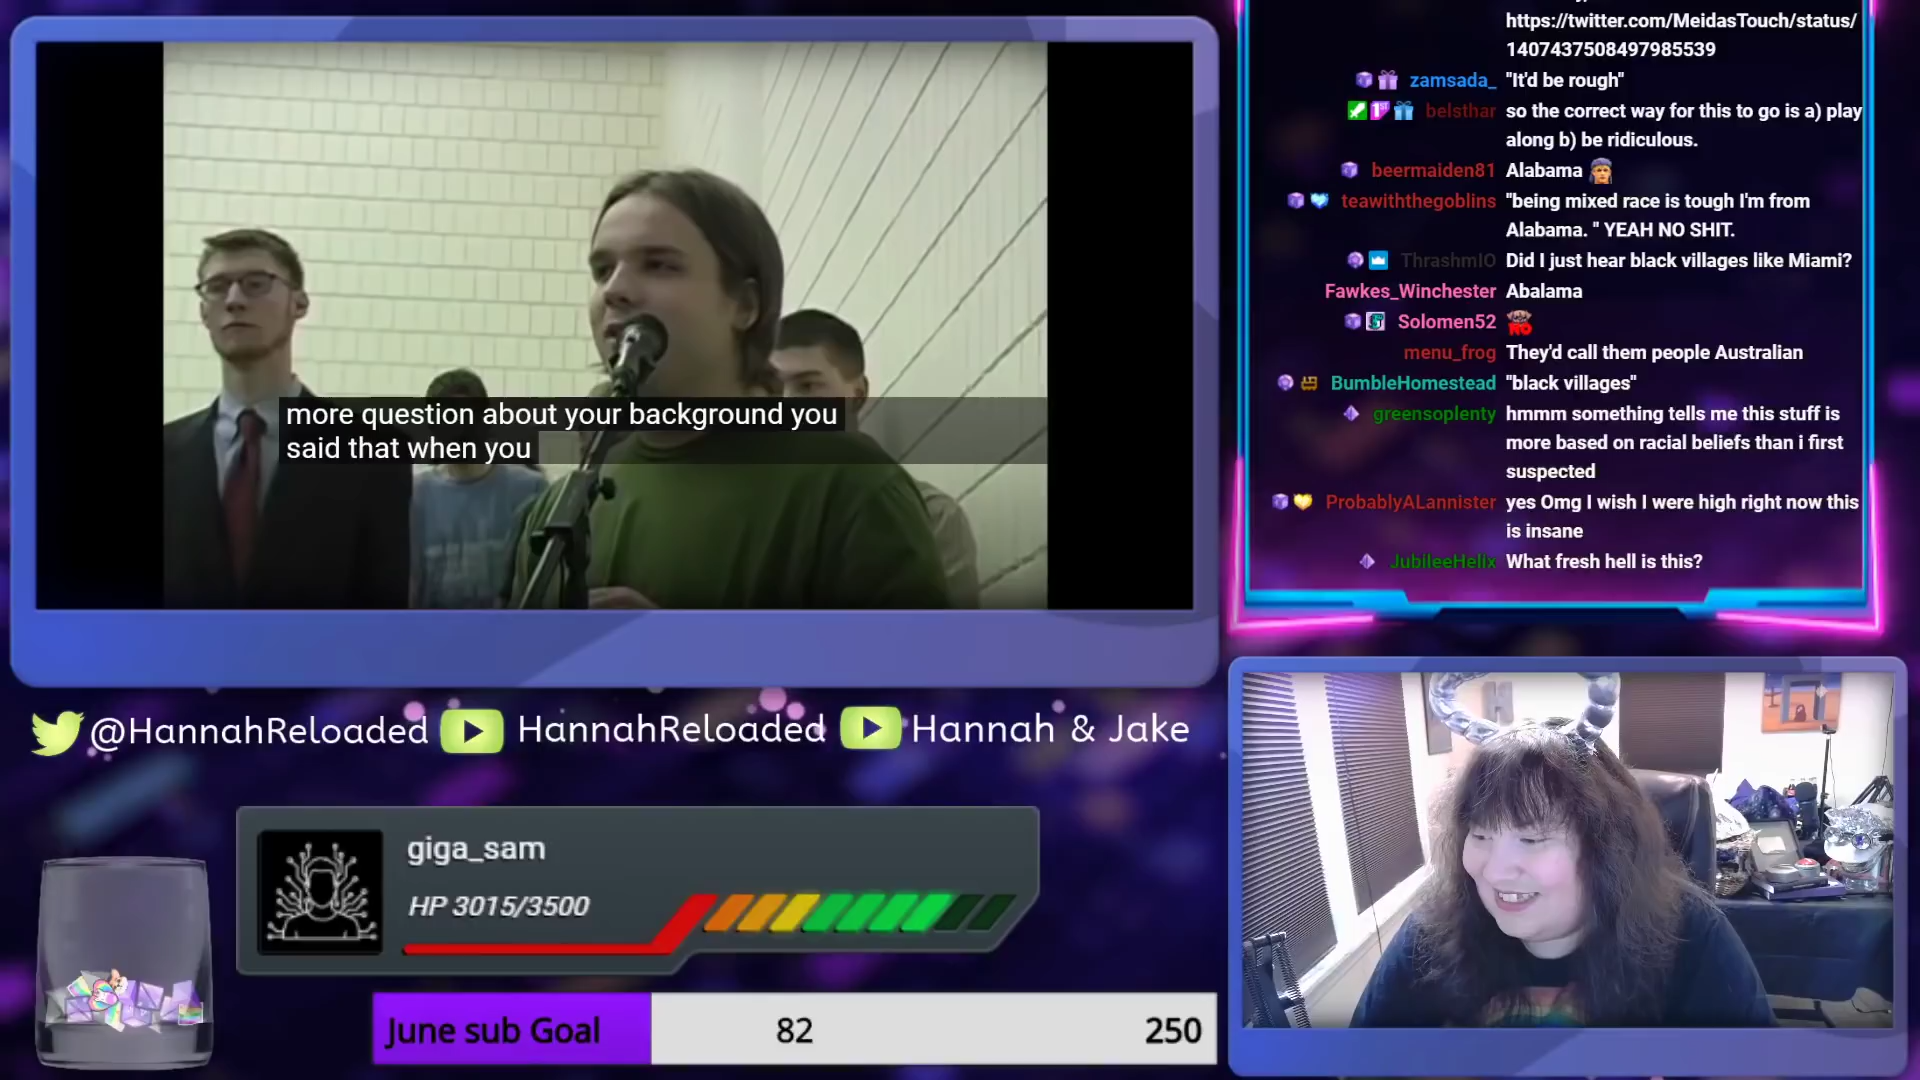 more question about your background you
said that when you
https://twitter.com/MeidasTouch/status/
1407437508497985539
zamsada_ "It'd be rough"
belsthar so the correct way for this to go is a) play
along b) be ridiculous.
beermaiden81 Alabama
teawiththegoblins "being mixed race is tough I'm from
Alabama. " YEAH NO SHIT.
ThrashmIO Did I just hear black villages like Miami?
Fawkes_Winchester Abalama
Solomen52
menu_frog They'd call them people Australian
BumbleHomestead "black villages"
greensoplenty hmmm something tells me this stuff is
more based on racial beliefs than i first
suspected
ProbablyALannister yes Omg I wish I were high right now this
is insane
JubileeHelix What fresh hell is this?
@HannahReloaded HannahReloaded Hannah & Jake
giga_sam
HP 3015/3500
June sub Goal 82 250